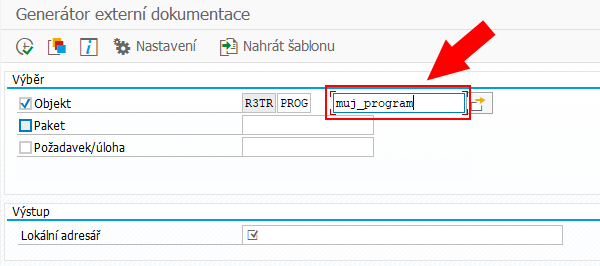 Generátor externí dokumentace
Nastavení Nahrát šablonu
Výběr
Objekt R3TR PROG muj_program
Paket
Požadavek/úloha
Výstup
Lokální adresář